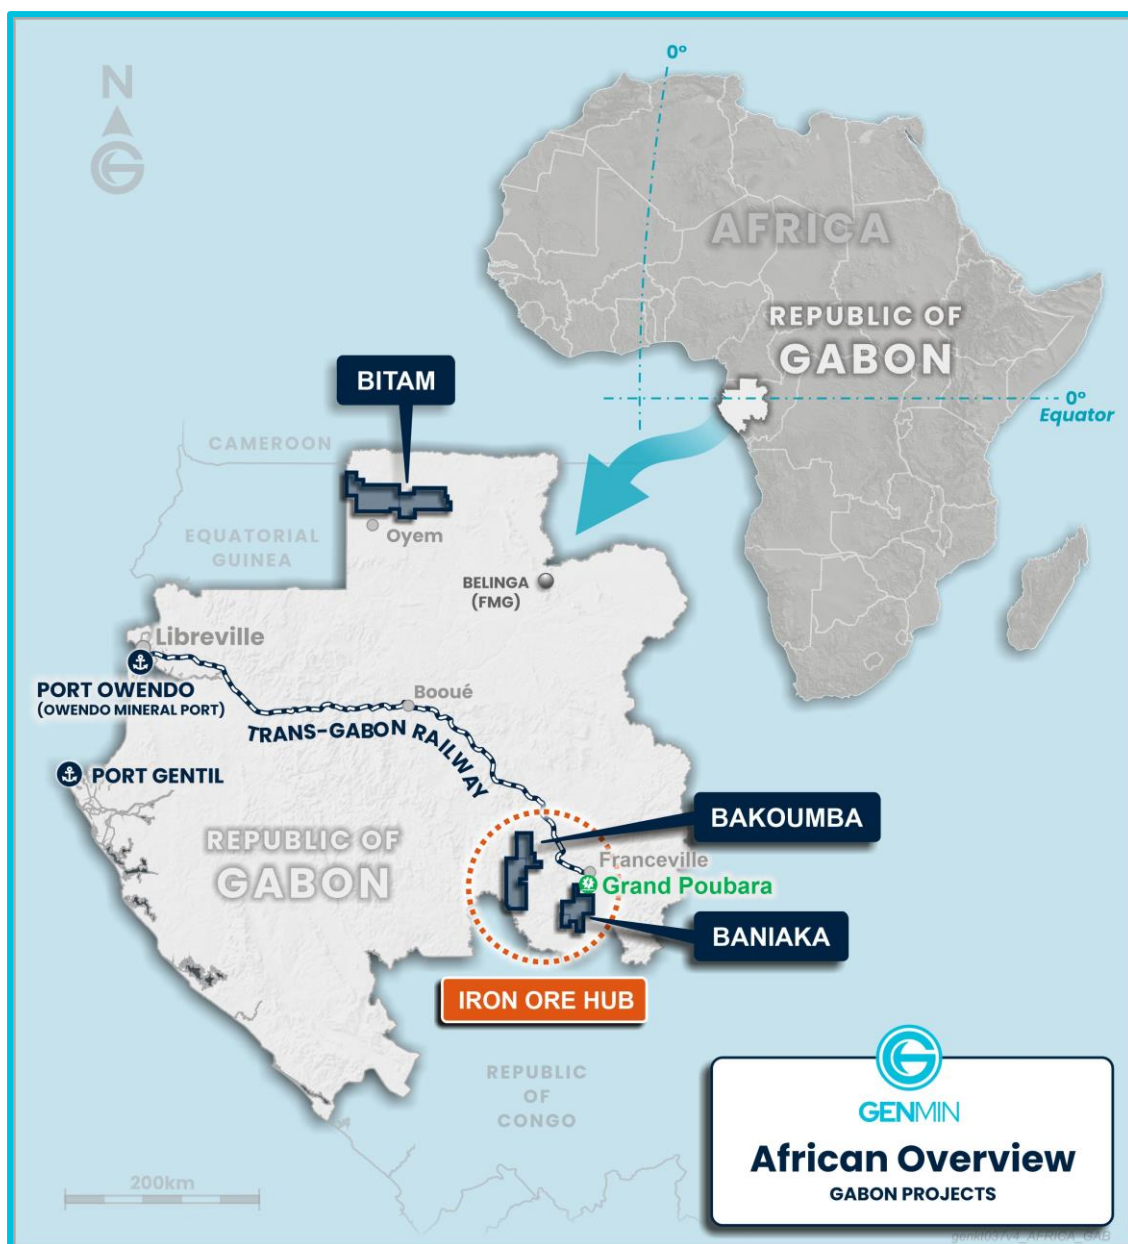 N
0°
AFRICA
REPUBLIC OF
GABON
0°
Equator
BITAM
CAMEROON
EQUATORIAL
GUINEA
Oyem
BELINGA
(FMG)
Libreville
PORT OWENDO
(OWENDO MINERAL PORT)
Booué
TRANS-GABON RAILWAY
PORT GENTIL
BAKOUMBA
REPUBLIC OF
GABON
Franceville
Grand Poubara
BANIAKA
IRON ORE HUB
REPUBLIC
OF
CONGO
200km
GENMIN
African Overview
GABON PROJECTS
genkl037v4_AFRICA_GAB